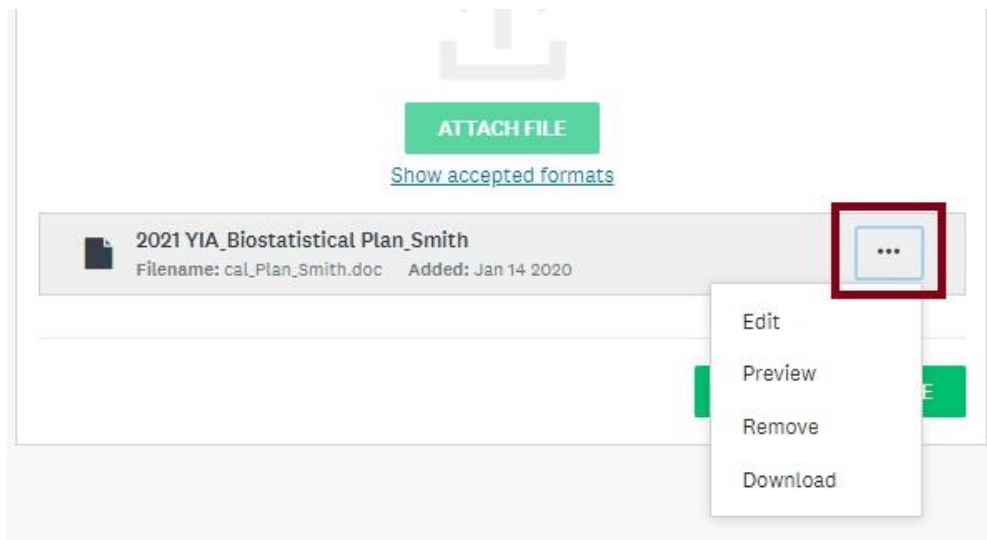 ATTACH FILE
Show accepted formats
2021 YIA_Biostatistical Plan_Smith
Filename: cal_Plan_Smith.doc Added: Jan 14 2020
...
Edit
Preview
E
Remove
Download